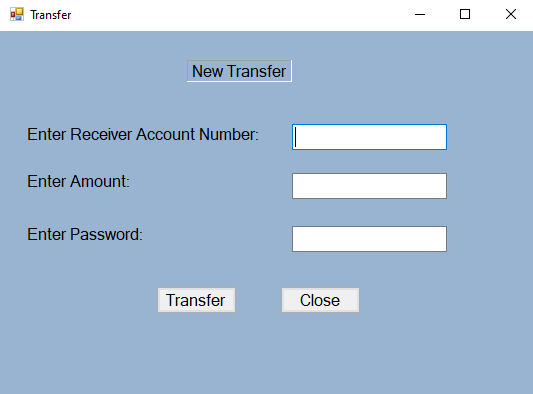 Transfer
New Transfer
Enter Receiver Account Number:
Enter Amount:
Enter Password:
Transfer Close